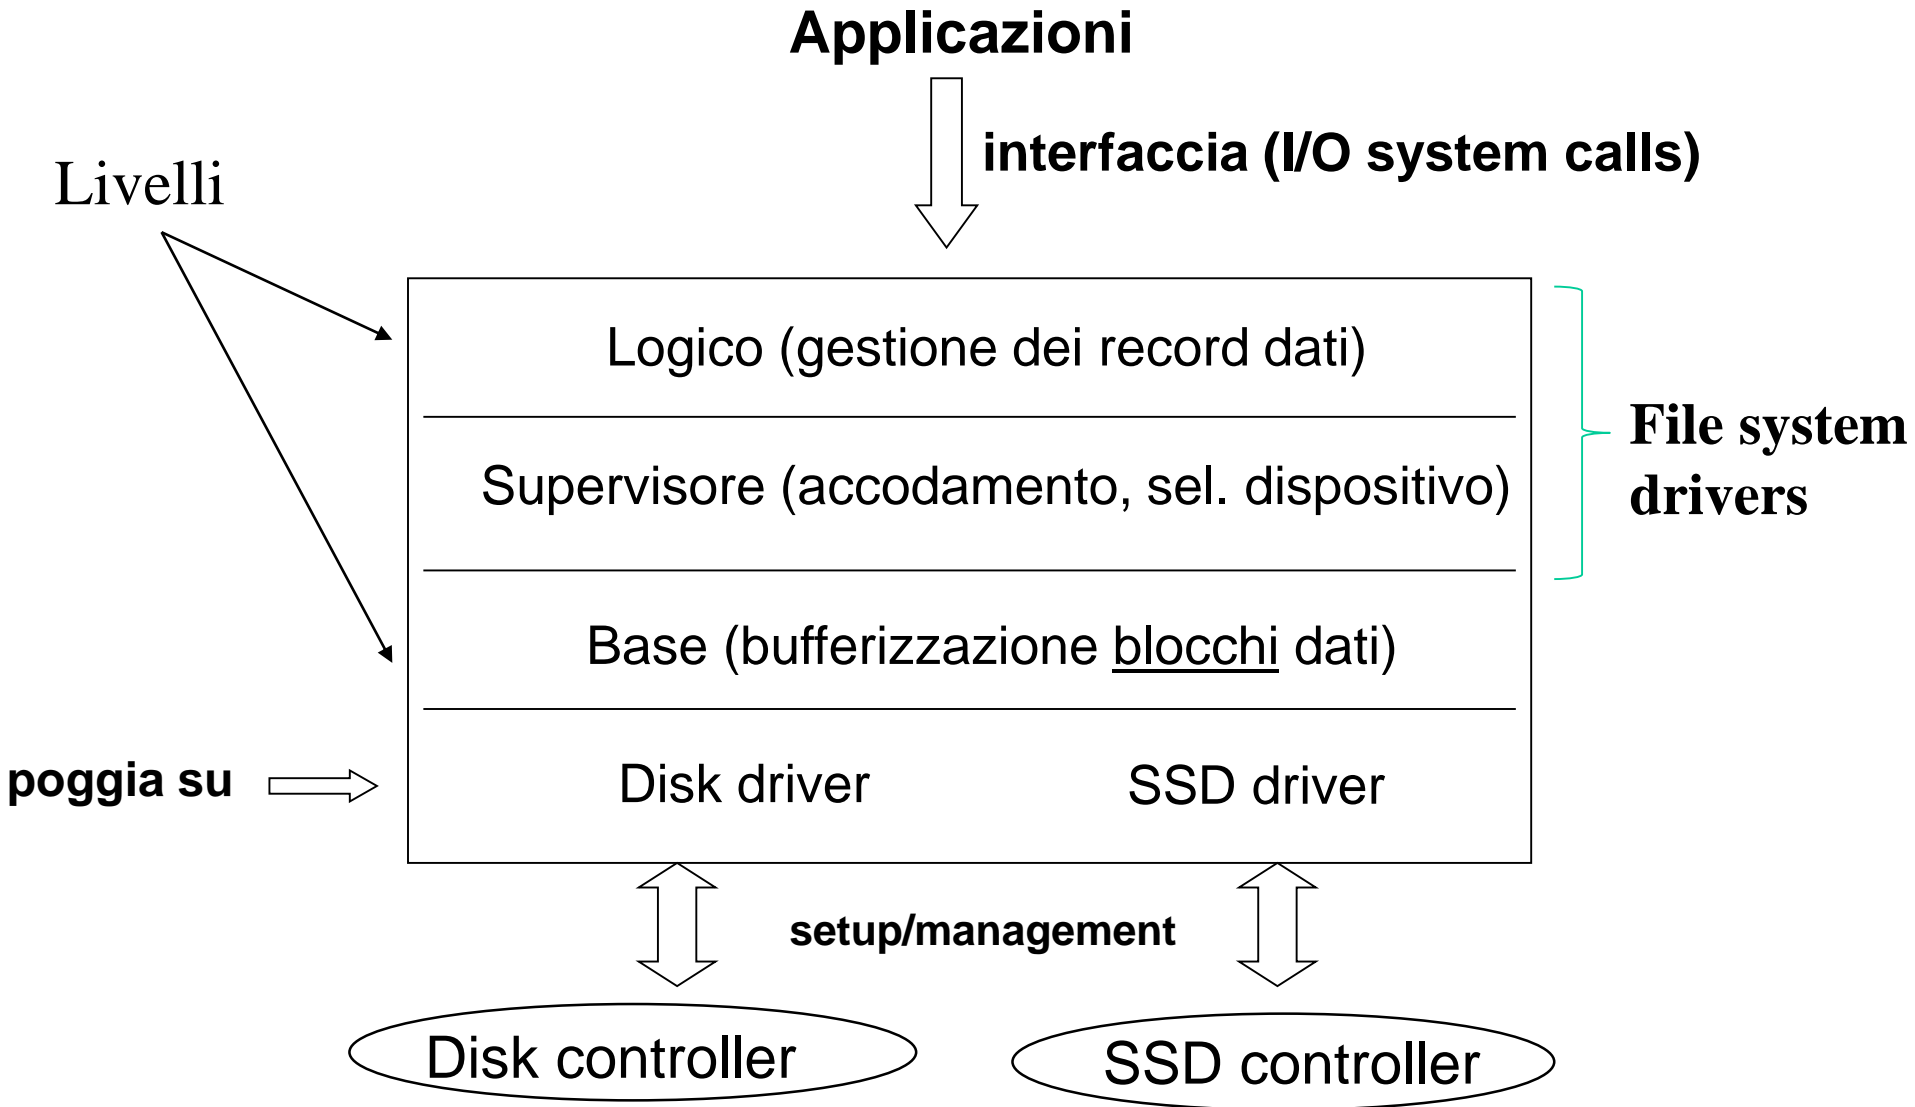 Applicazioni
interfaccia (I/O system calls)
Livelli
Logico (gestione dei record dati)
File system
drivers
Supervisore (accodamento, sel. dispositivo)
Base (bufferizzazione blocchi dati)
poggia su
Disk driver
SSD driver
setup/management
Disk controller
SSD controller